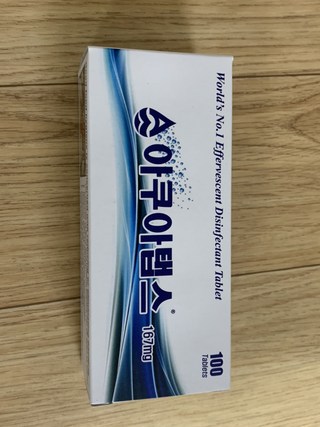 World's No.1 Effervescent Disinfectant Tablet
아쿠아탭스® 167mg
100
Tablets